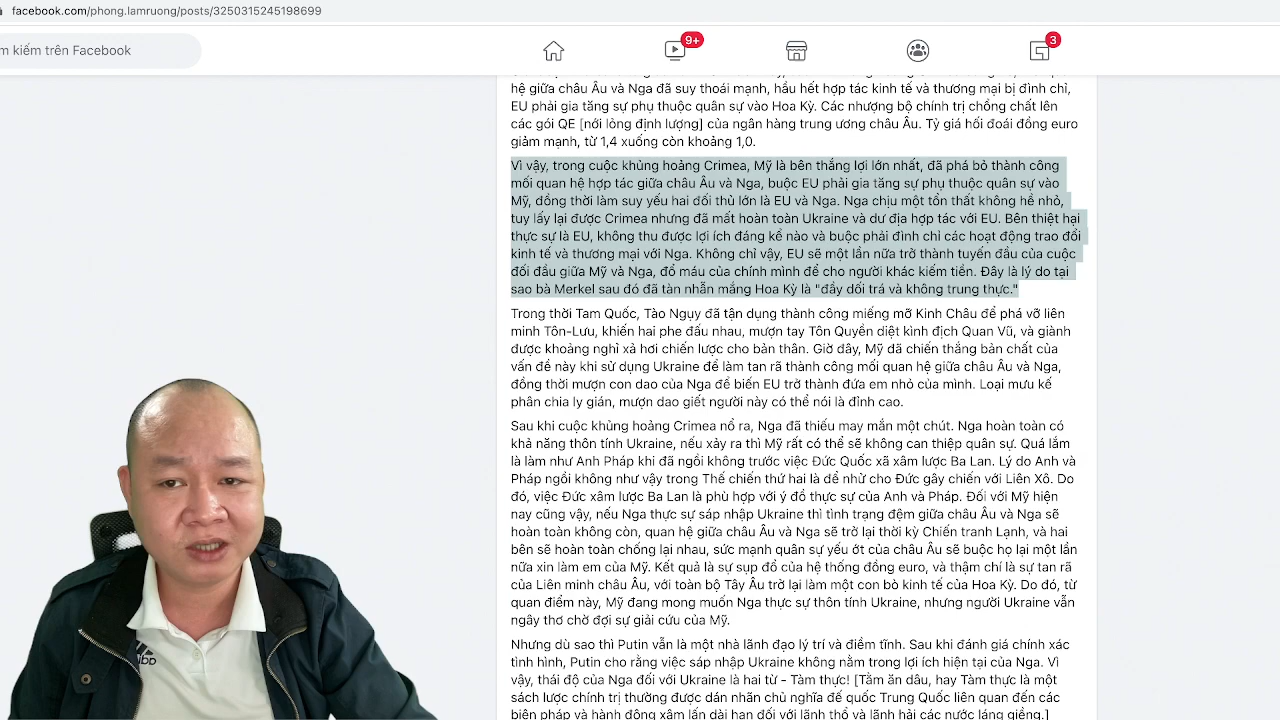 facebook.com/phong.lamruong/posts/3250315245198699
m kiếm trên Facebook
9+
3
hệ giữa châu Âu và Nga đã suy thoái mạnh, hầu hết hợp tác kinh tế và thương mại bị đình chỉ,
EU phải gia tăng sự phụ thuộc quân sự vào Hoa Kỳ. Các nhượng bộ chính trị chồng chất lên
các gói QE [nới lỏng định lượng] của ngân hàng trung ương châu Âu. Tỷ giá hối đoái đồng euro
giảm mạnh, từ 1,4 xuống còn khoảng 1,0.
Vì vậy, trong cuộc khủng hoảng Crimea, Mỹ là bên thắng lợi lớn nhất, đã phá bỏ thành công
mối quan hệ hợp tác giữa châu Âu và Nga, buộc EU phải gia tăng sự phụ thuộc quân sự vào
Mỹ, đồng thời làm suy yếu hai đối thủ lớn là EU và Nga. Nga chịu một tổn thất không hề nhỏ,
tuy lấy lại được Crimea nhưng đã mất hoàn toàn Ukraine và dư địa hợp tác với EU. Bên thiệt hại
thực sự là EU, không thu được lợi ích đáng kể nào và buộc phải đình chỉ các hoạt động trao đổi
kinh tế và thương mại với Nga. Không chỉ vậy, EU sẽ một lần nữa trở thành tuyến đầu của cuộc
đối đầu giữa Mỹ và Nga, đổ máu của chính mình để cho người khác kiếm tiền. Đây là lý do tại
sao bà Merkel sau đó đã tàn nhẫn mắng Hoa Kỳ là "đầy dối trá và không trung thực."
Trong thời Tam Quốc, Tào Ngụy đã tận dụng thành công miếng mỡ Kinh Châu để phá vỡ liên
minh Tôn-Lưu, khiến hai phe đấu nhau, mượn tay Tôn Quyền diệt kình địch Quan Vũ, và giành
được khoảng nghỉ xả hơi chiến lược cho bản thân. Giờ đây, Mỹ đã chiến thắng bản chất của
vấn đề này khi sử dụng Ukraine để làm tan rã thành công mối quan hệ giữa châu Âu và Nga,
đồng thời mượn con dao của Nga để biến EU trở thành đứa em nhỏ của mình. Loại mưu kế
phân chia ly gián, mượn dao giết người này có thể nói là đỉnh cao.
Sau khi cuộc khủng hoảng Crimea nổ ra, Nga đã thiếu may mắn một chút. Nga hoàn toàn có
khả năng thôn tính Ukraine, nếu xảy ra thì Mỹ rất có thể sẽ không can thiệp quân sự. Quá lắm
là làm như Anh Pháp khi đã ngồi không trước việc Đức Quốc xã xâm lược Ba Lan. Lý do Anh và
Pháp ngồi không như vậy trong Thế chiến thứ hai là để nhử cho Đức gây chiến với Liên Xô. Do
đó, việc Đức xâm lược Ba Lan là phù hợp với ý đồ thực sự của Anh và Pháp. Đối với Mỹ hiện
nay cũng vậy, nếu Nga thực sự sáp nhập Ukraine thì tình trạng đệm giữa châu Âu và Nga sẽ
hoàn toàn không còn, quan hệ giữa châu Âu và Nga sẽ trở lại thời kỳ Chiến tranh Lạnh, và hai
bên sẽ hoàn toàn chống lại nhau, sức mạnh quân sự yếu ớt của châu Âu sẽ buộc họ lại một lần
nữa xin làm em của Mỹ. Kết quả là sự sụp đổ của hệ thống đồng euro, và thậm chí là sự tan rã
của Liên minh châu Âu, với toàn bộ Tây Âu trở lại làm một con bò kinh tế của Hoa Kỳ. Do đó, từ
quan điểm này, Mỹ đang mong muốn Nga thực sự thôn tính Ukraine, nhưng người Ukraine vẫn
ngây thơ chờ đợi sự giải cứu của Mỹ.
Nhưng dù sao thì Putin vẫn là một nhà lãnh đạo lý trí và điềm tĩnh. Sau khi đánh giá chính xác
tình hình, Putin cho rằng việc sáp nhập Ukraine không nằm trong lợi ích hiện tại của Nga. Vì
vậy, thái độ của Nga đối với Ukraine là hai từ - Tàm thực! [Tằm ăn dâu, hay Tàm thực là một
sách lược chính trị thường được dán nhãn chủ nghĩa đế quốc Trung Quốc liên quan đến các
biện pháp và hành động xâm lấn dài hạn đối với lãnh thổ và lãnh hải các nước láng giềng.]